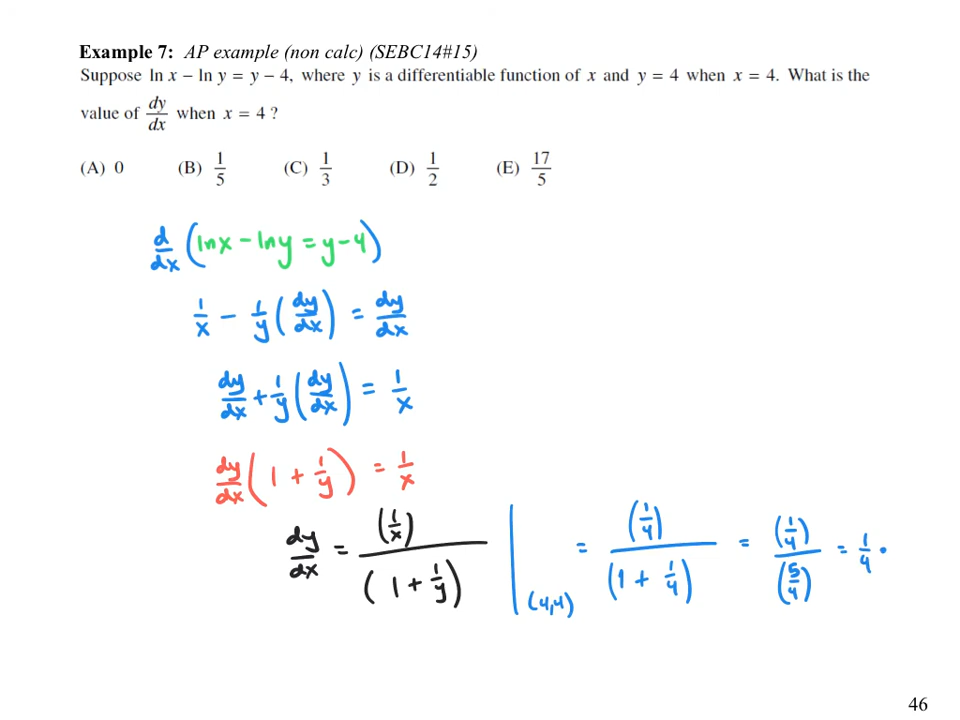 Example 7: AP example (non calc) (SEBC14#15)
Suppose ln x − ln y = y − 4, where y is a differentiable function of x and y = 4 when x = 4. What is the
value of dy/dx when x = 4 ?
(A) 0 (B) 1/5 (C) 1/3 (D) 1/2 (E) 17/5
d/dx (lnx − lny = y − 4)
1/x − 1/y (dy/dx) = dy/dx
dy/dx + 1/y (dy/dx) = 1/x
dy/dx (1 + 1/y) = 1/x
dy/dx = (1/x) / (1 + 1/y) | (4,4) = (1/4) / (1 + 1/4) = (1/4) / (5/4) = 1/4 •
46